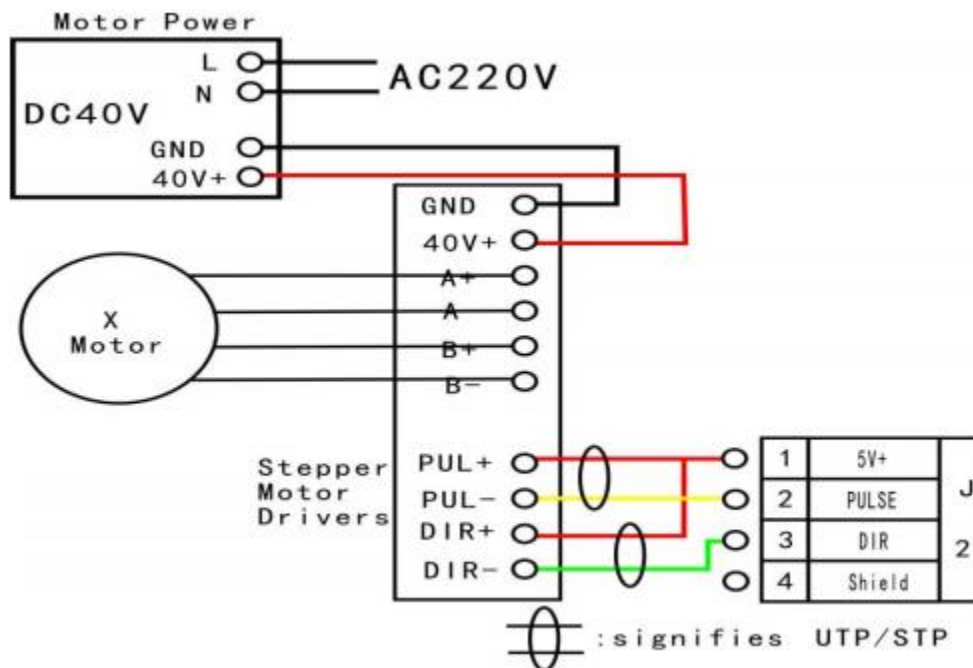 Motor Power
L
N
AC220V
DC40V
GND
40V+
GND
40V+
A+
A
B+
B-
X
Motor
Stepper
Motor
Drivers
PUL+
PUL-
DIR+
DIR-
1 5V+
2 PULSE
3 DIR
4 Shield
J
2
:signifies UTP/STP